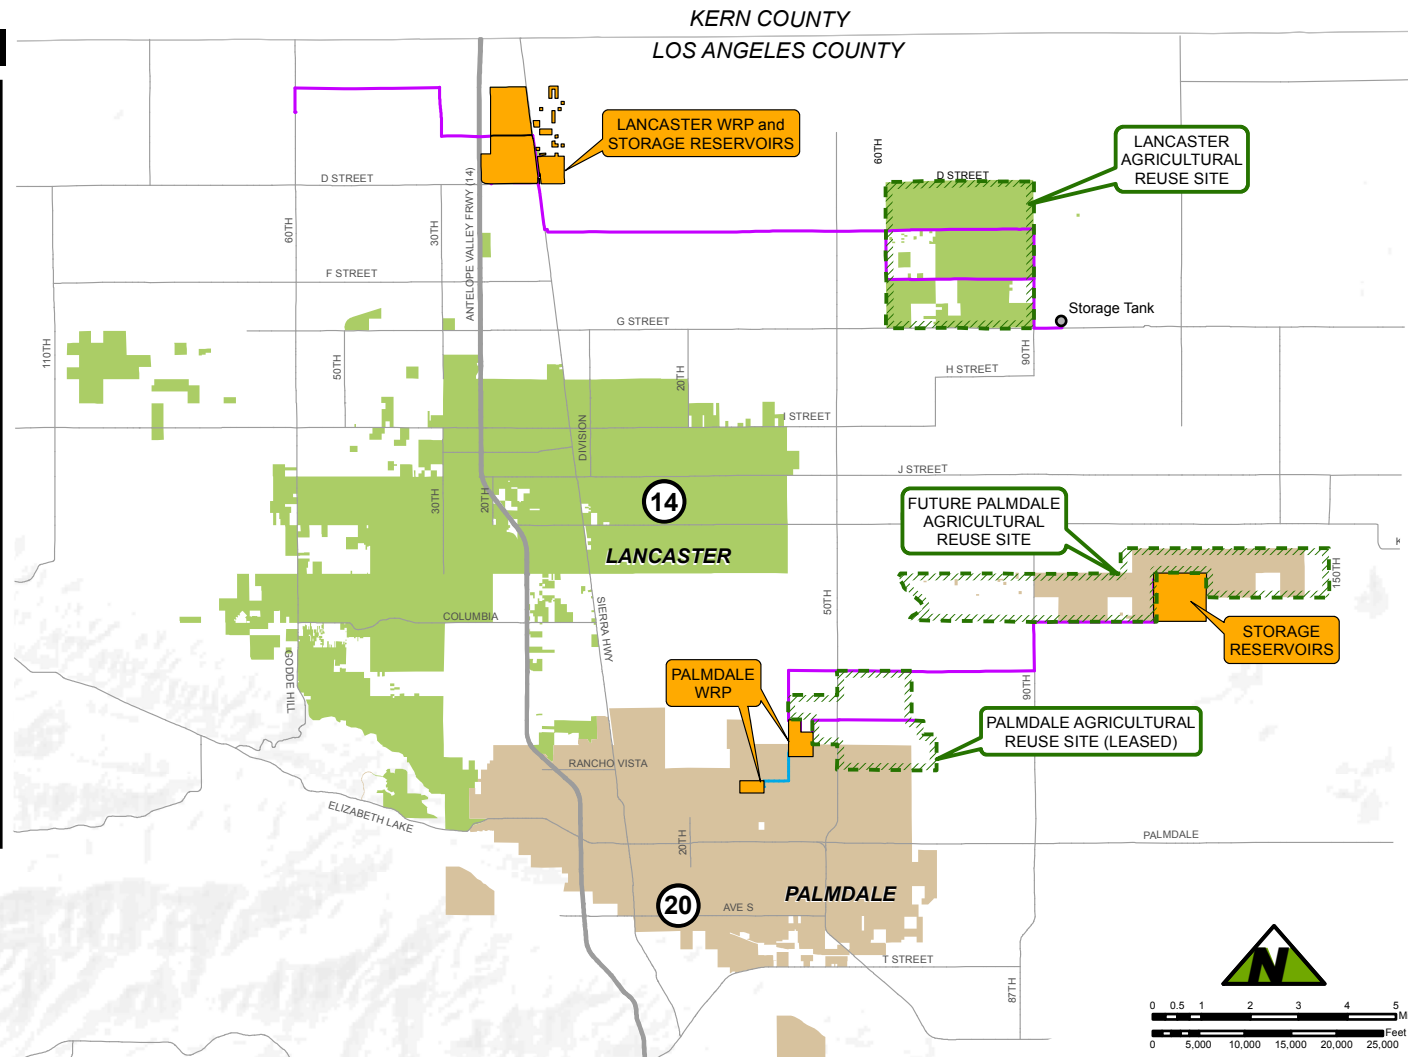 KERN COUNTY
LOS ANGELES COUNTY
LANCASTER WRP and
STORAGE RESERVOIRS
LANCASTER
AGRICULTURAL
REUSE SITE
60TH
D STREET
D STREET
ANTELOPE VALLEY FRWY (14)
60TH
30TH
F STREET
Storage Tank
G STREET
110TH
50TH
20TH
90TH
H STREET
I STREET
DIVISION
J STREET
30TH
20TH
14
LANCASTER
FUTURE PALMDALE
AGRICULTURAL
REUSE SITE
K
150TH
50TH
SIERRA HWY
COLUMBIA
STORAGE
RESERVOIRS
GODDE HILL
PALMDALE
WRP
90TH
PALMDALE AGRICULTURAL
REUSE SITE (LEASED)
RANCHO VISTA
ELIZABETH LAKE
20TH
PALMDALE
PALMDALE
20
AVE S
T STREET
87TH
N
0 0.5 1 2 3 4 5
M
Feet
0 5,000 10,000 15,000 20,000 25,000